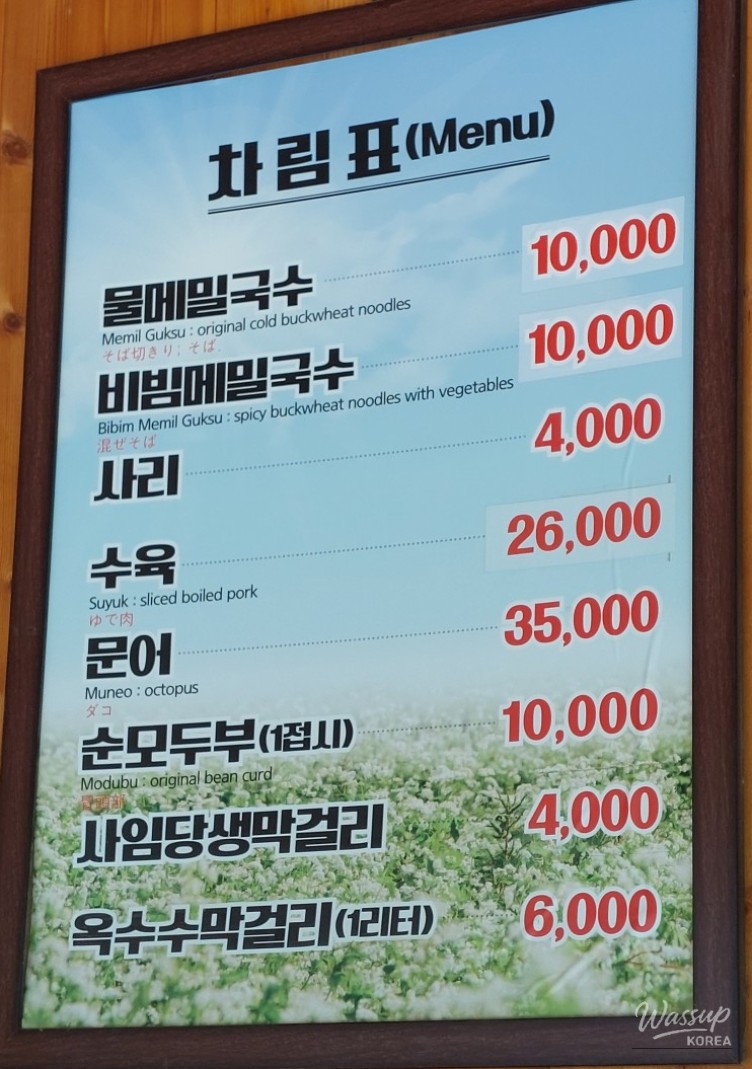 차림표(Menu)
물메밀국수 10,000
Memil Guksu : original cold buckwheat noodles
そば切きり; そば
비빔메밀국수 10,000
Bibim Memil Guksu : spicy buckwheat noodles with vegetables
混ぜそば
사리 4,000
수육 26,000
Suyuk : sliced boiled pork
ゆで肉
문어 35,000
Muneo : octopus
ダコ
순모두부(1접시) 10,000
Modubu : original bean curd
사임당생막걸리 4,000
옥수수막걸리(1리터) 6,000
Wassup
KOREA